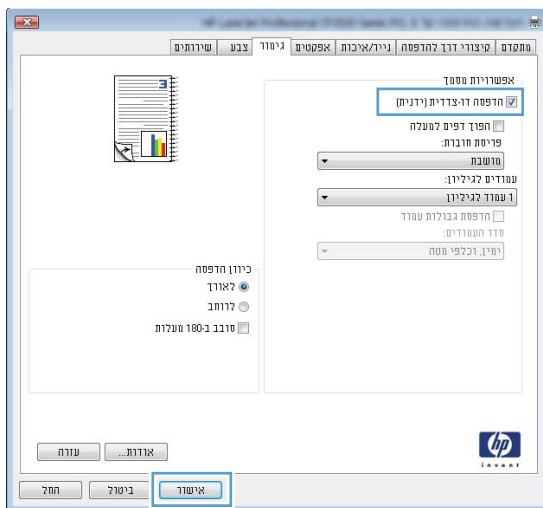 מתקדם
קיצורי דרך להדפסה
נייר/איכות
אפקטים
גימור
צבע
שירותים
אפשרויות מסמך
הדפסה דו-צדדית (ידנית)
הפוך דפים למעלה
פריסת חוברת:
מושבת
עמודים לגיליון:
1 עמוד לגיליון
הדפסת גבולות עמוד
סדר העמודים:
ימין, וכלפי מטה
3
כיוון הדפסה
לאורך
לרוחב
סובב ב-180 מעלות
אודות...
עזרה
hp
invent
אישור
ביטול
החל